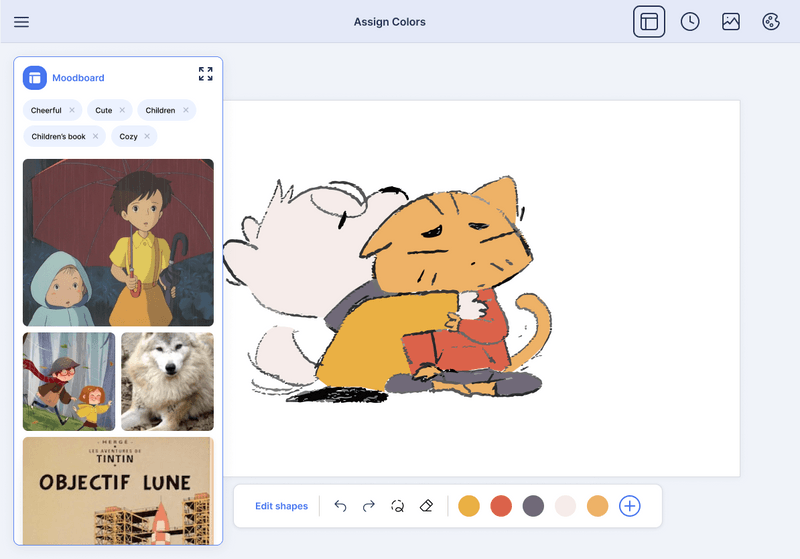 Assign Colors
Moodboard
Cheerful
Cute
Children
Children's book
Cozy
- HERGÉ -
LES AVENTURES DE
TINTIN
OBJECTIF LUNE
Edit shapes